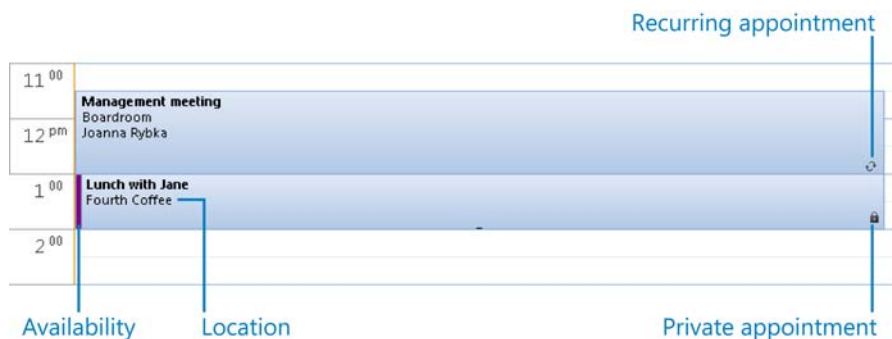 Recurring appointment
11 00
Management meeting
Boardroom
12 pm Joanna Rybka
1 00 Lunch with Jane
Fourth Coffee
2 00
Availability Location Private appointment